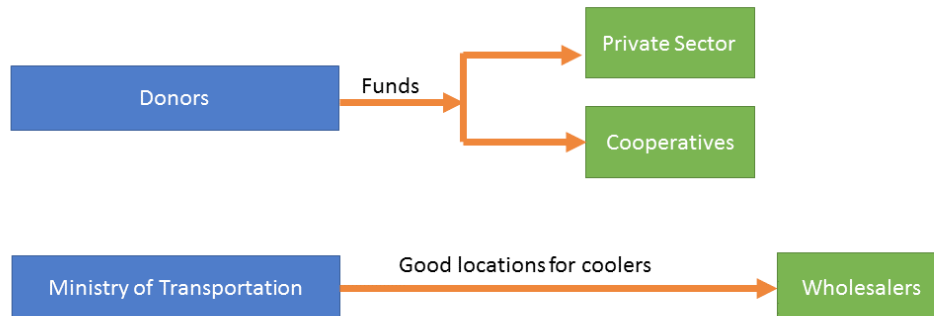 Private Sector
Donors
Funds
Cooperatives
Ministry of Transportation
Good locations for coolers
Wholesalers